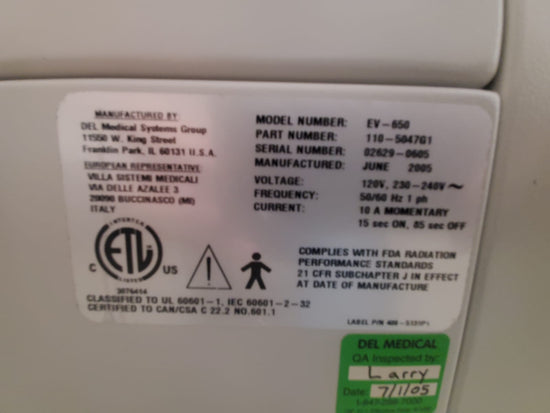 MANUFACTURED BY:
DEL Medical Systems Group
11550 W. King Street
Franklin Park, IL 60131 U.S.A.
EUROPEAN REPRESENTATIVE:
VILLA SISTEMI MEDICALI
VIA DELLE AZALEE 3
20090 BUCCINASCO (MI)
ITALY
MODEL NUMBER: EV-650
PART NUMBER: 110-5047G1
SERIAL NUMBER: 02629-0605
MANUFACTURED: JUNE 2005
VOLTAGE: 120V, 230-240V ~
FREQUENCY: 50/60 Hz 1 ph
CURRENT: 10 A MOMENTARY
15 sec ON, 85 sec OFF
INTERTEK
ETL
C US
LISTED
3076414
COMPLIES WITH FDA RADIATION
PERFORMANCE STANDARDS
21 CFR SUBCHAPTER J IN EFFECT
AT DATE OF MANUFACTURE
CLASSIFIED TO UL 60601-1, IEC 60601-2-32
CERTIFIED TO CAN/CSA C 22.2 NO.601.1
LABEL P/N
DEL MEDICAL
QA Inspected by:
Larry
Date: 7/1/05